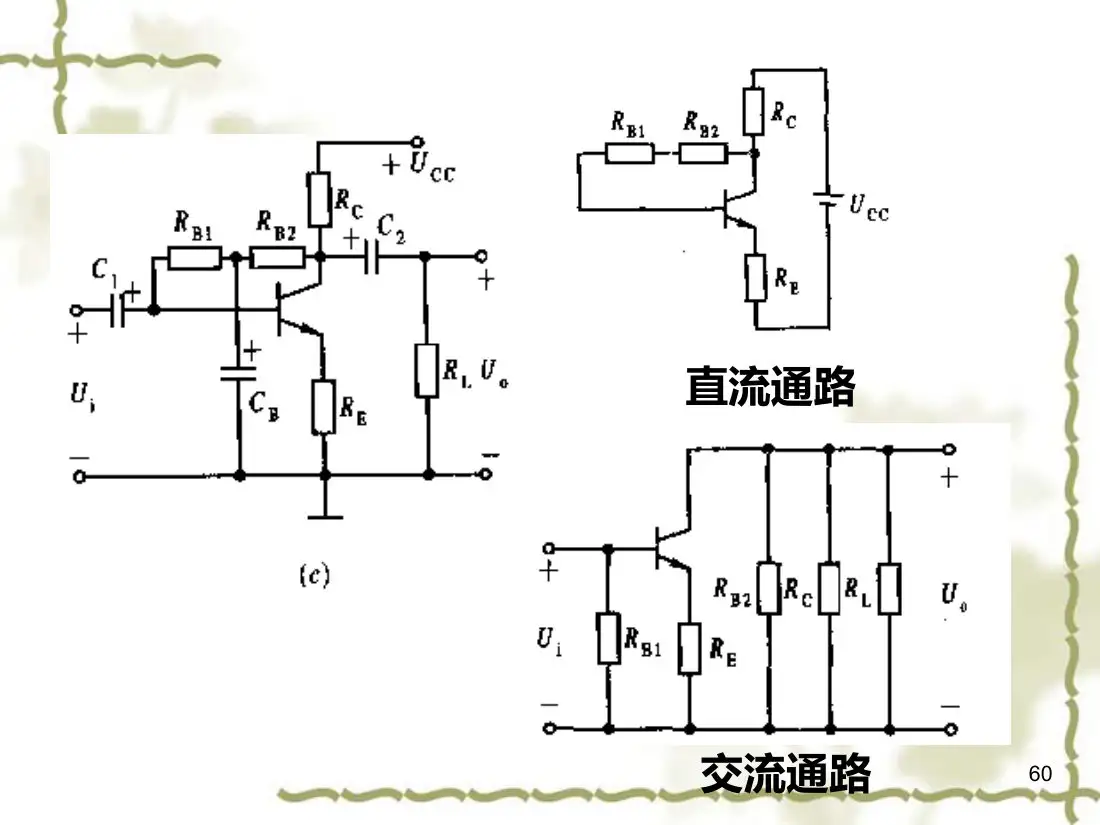 + U_CC
R_C
R_B1
R_B2
+ C_2
C_1 +
+
+
+
U_i
C_B
R_E
R_L U_o
−
−
(c)
R_B1
R_B2
R_C
U_CC
R_E
直流通路
+
+
R_B2
R_C
R_L
U_o
U_i
R_B1
R_E
−
−
交流通路
60